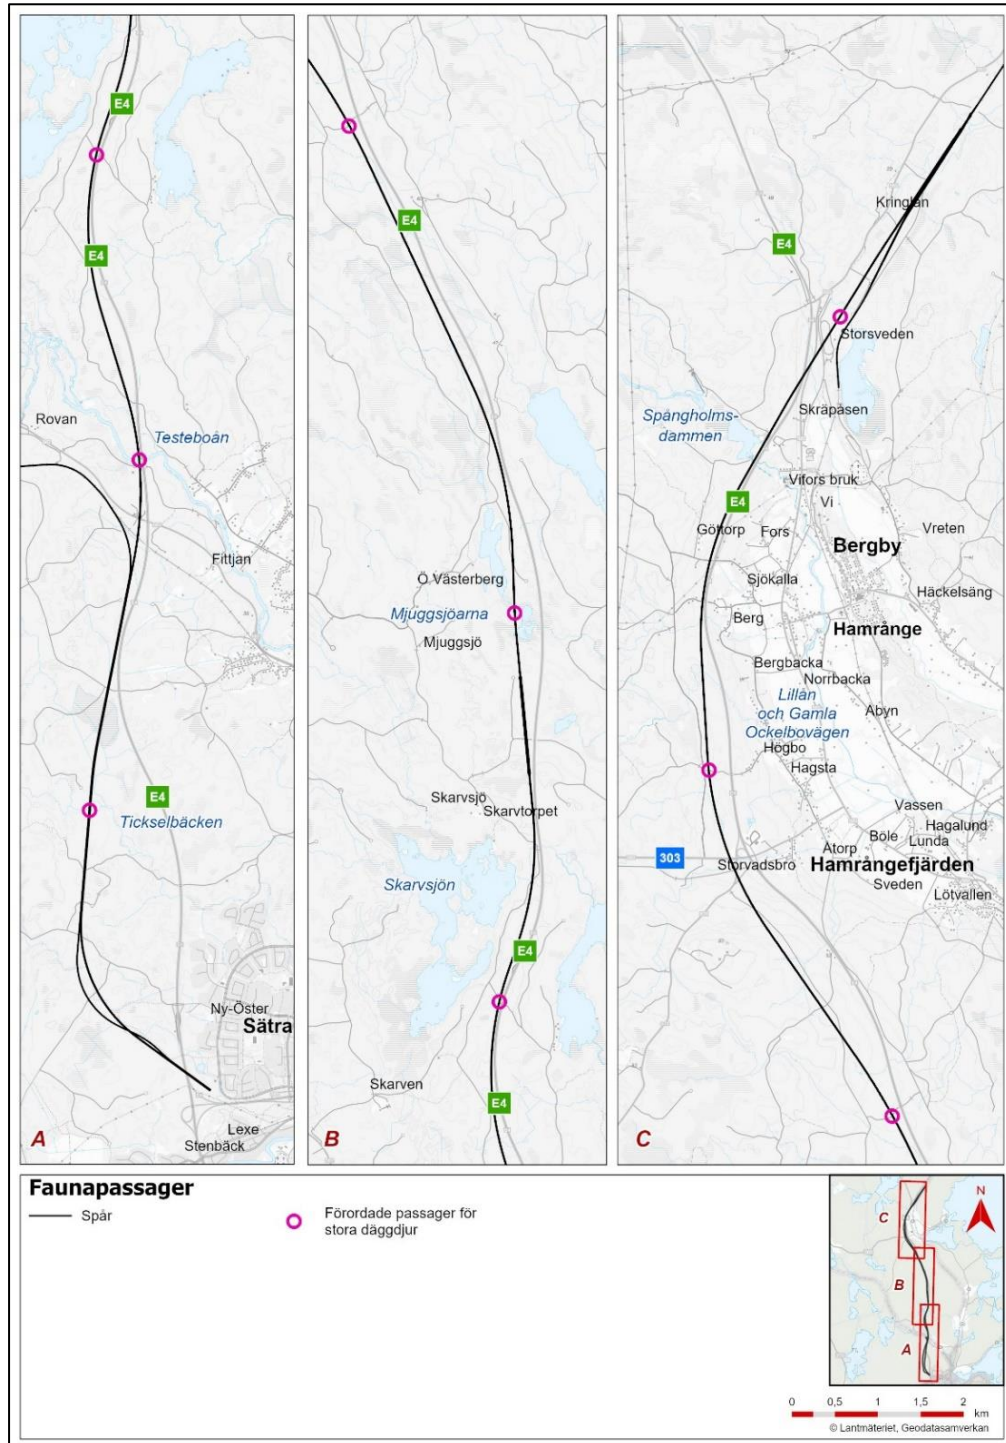 E4
E4
Rovan
Testeboån
Fittjan
E4
Tickselbäcken
Ny-Öster
Sätra
Lexe
Stenbäck
A
E4
Ö Västerberg
Mjuggsjöarna
Mjuggsjö
Skarvsjö
Skarvtorpet
Skarvsjön
E4
Skarven
E4
B
Kringlan
E4
Storsveden
Skräpåsen
Spångholms-
dammen
Vifors bruk
E4
Vi
Göttorp
Fors
Vreten
Bergby
Sjökalla
Häckelsäng
Berg
Hamrånge
Bergbacka
Norrbacka
Lillån
och Gamla
Ockelbovägen
Åbyn
Högbo
Hagsta
Vassen
Hagalund
Böle
Lunda
Åtorp
303
Storvadsbro
Hamrångefjärden
Sveden
Lötvallen
C
Faunapassager
Spår
Förordade passager för
stora däggdjur
N
C
B
A
0 0,5 1 1,5 2
km
© Lantmäteriet, Geodatasamverkan